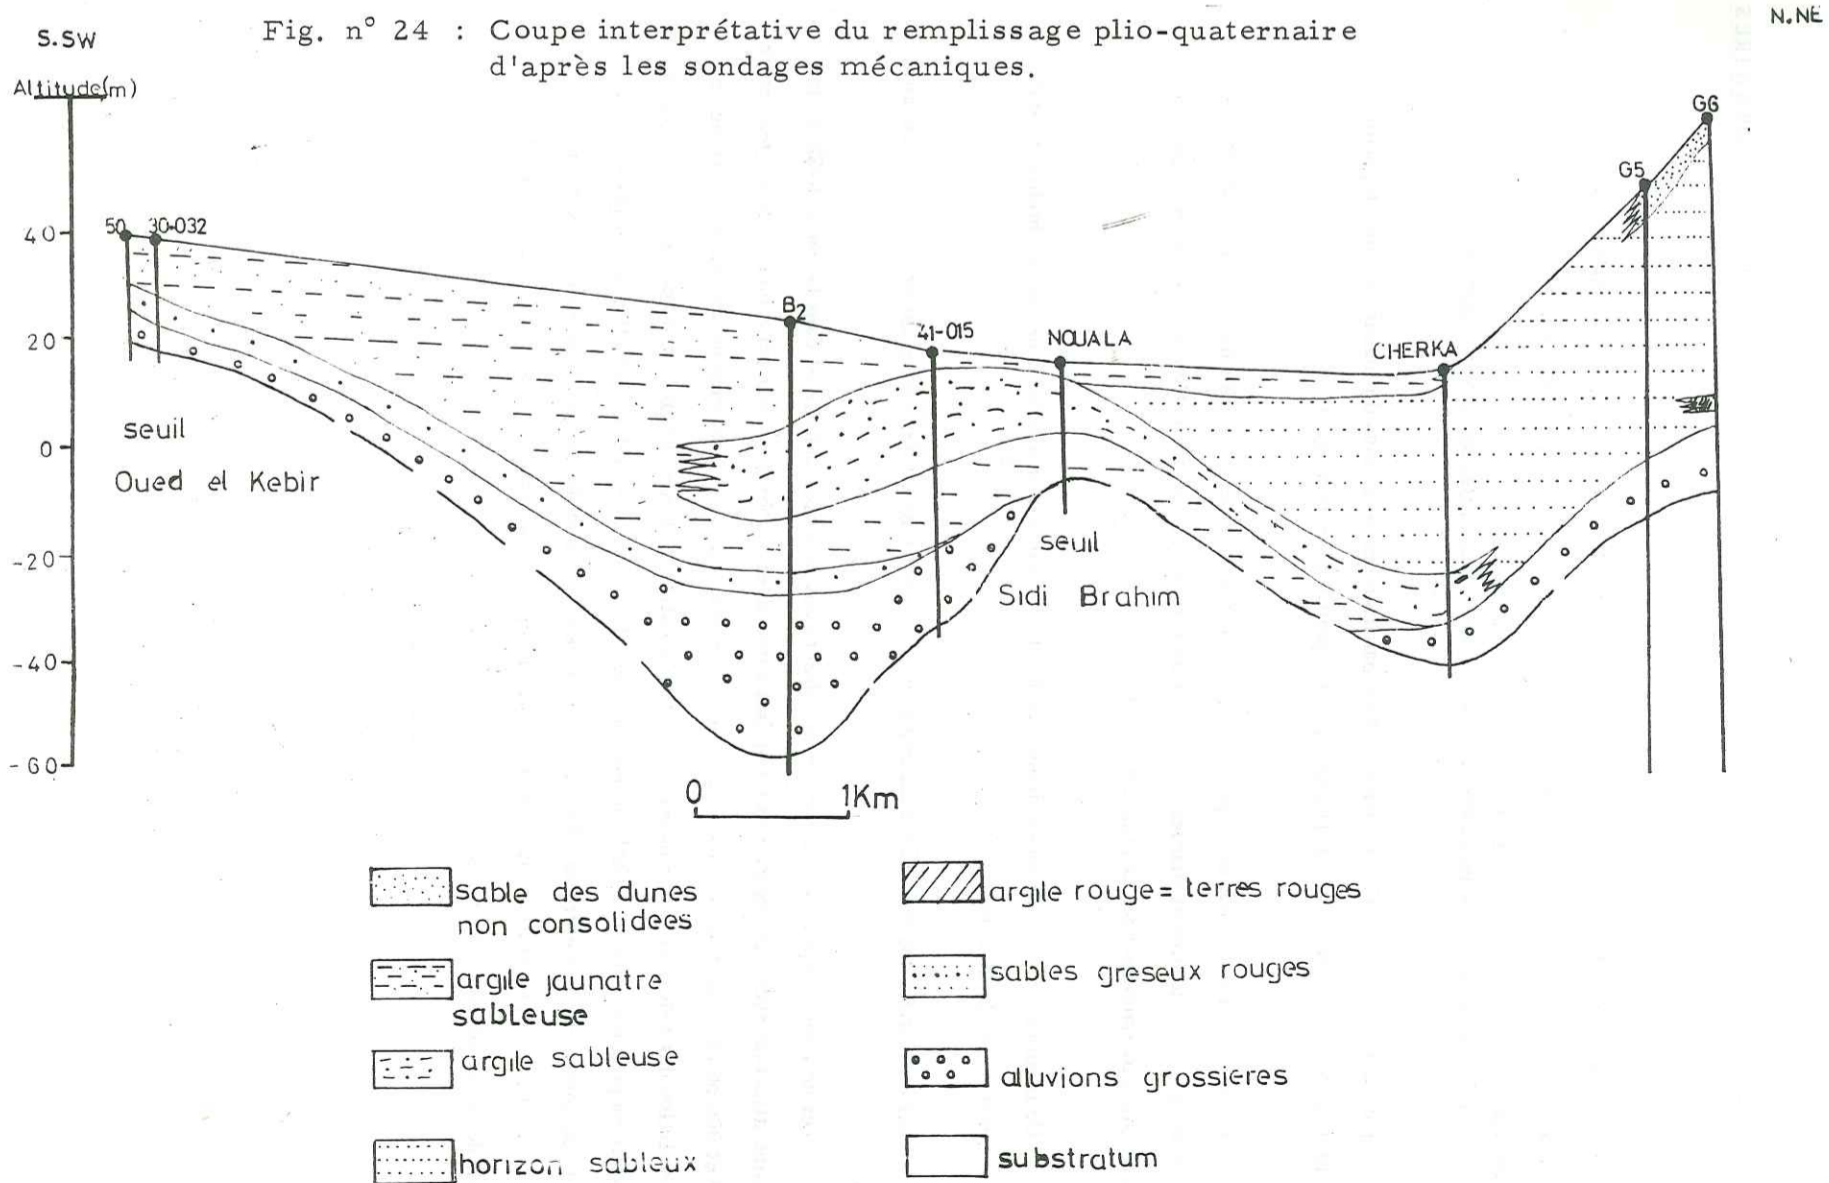 S.SW
Fig. n° 24 : Coupe interprétative du remplissage plio-quaternaire
d'après les sondages mécaniques.
N.NE
Altitude(m)
G6
G5
40
50
30-032
B2
20
41-015
NOUALA
CHERKA
0
seuil
Oued el Kebir
-20
seuil
Sidi Brahim
-40
-60
0
1Km
sable des dunes
non consolidees
argile rouge = terres rouges
argile jaunatre
sableuse
sables greseux rouges
argile sableuse
alluvions grossieres
horizon sableux
substratum